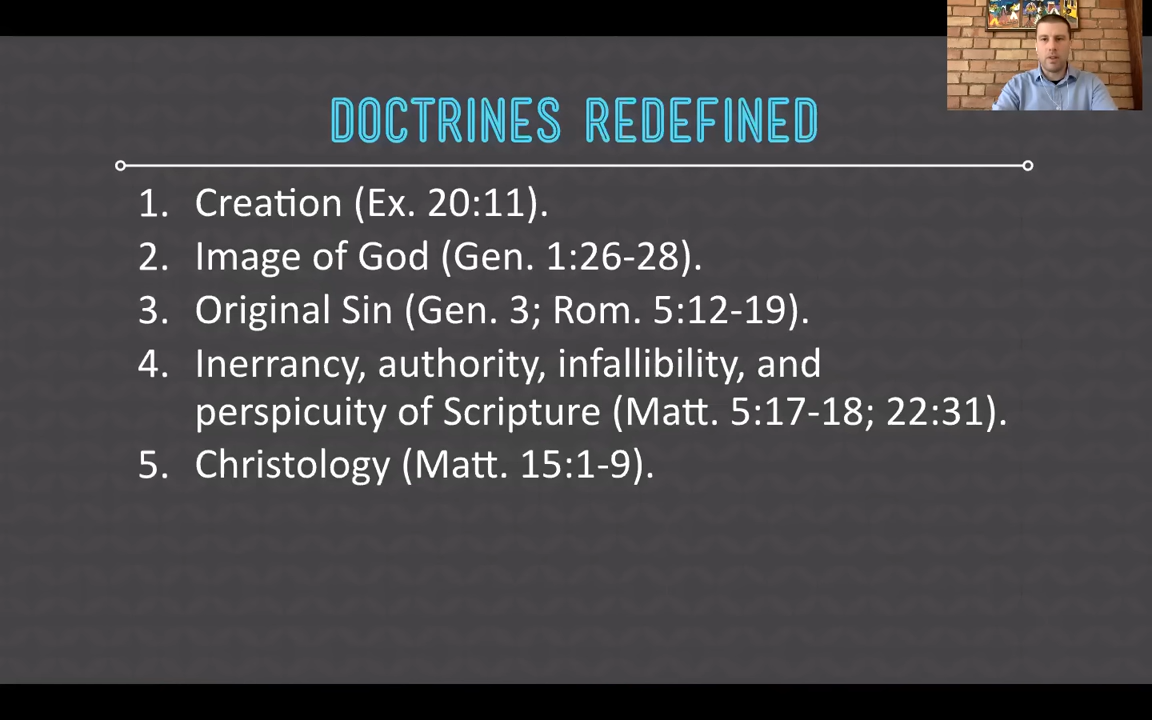 DOCTRINES REDEFINED
1. Creation (Ex. 20:11).
2. Image of God (Gen. 1:26-28).
3. Original Sin (Gen. 3; Rom. 5:12-19).
4. Inerrancy, authority, infallibility, and
perspicuity of Scripture (Matt. 5:17-18; 22:31).
5. Christology (Matt. 15:1-9).